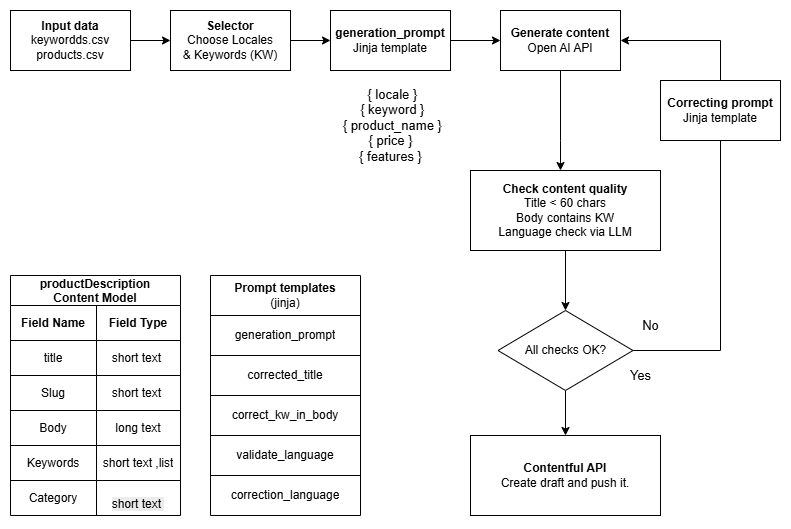 Input data
keywordds.csv
products.csv
Selector
Choose Locales
& Keywords (KW)
generation_prompt
Jinja template
Generate content
Open AI API
{ locale }
{ keyword }
{ product_name }
{ price }
{ features }
Correcting prompt
Jinja template
Check content quality
Title < 60 chars
Body contains KW
Language check via LLM
All checks OK?
No
Yes
Contentful API
Create draft and push it.
productDescription
Content Model
Field Name Field Type
title short text
Slug short text
Body long text
Keywords short text ,list
Category short text
Prompt templates
(jinja)
generation_prompt
corrected_title
correct_kw_in_body
validate_language
correction_language